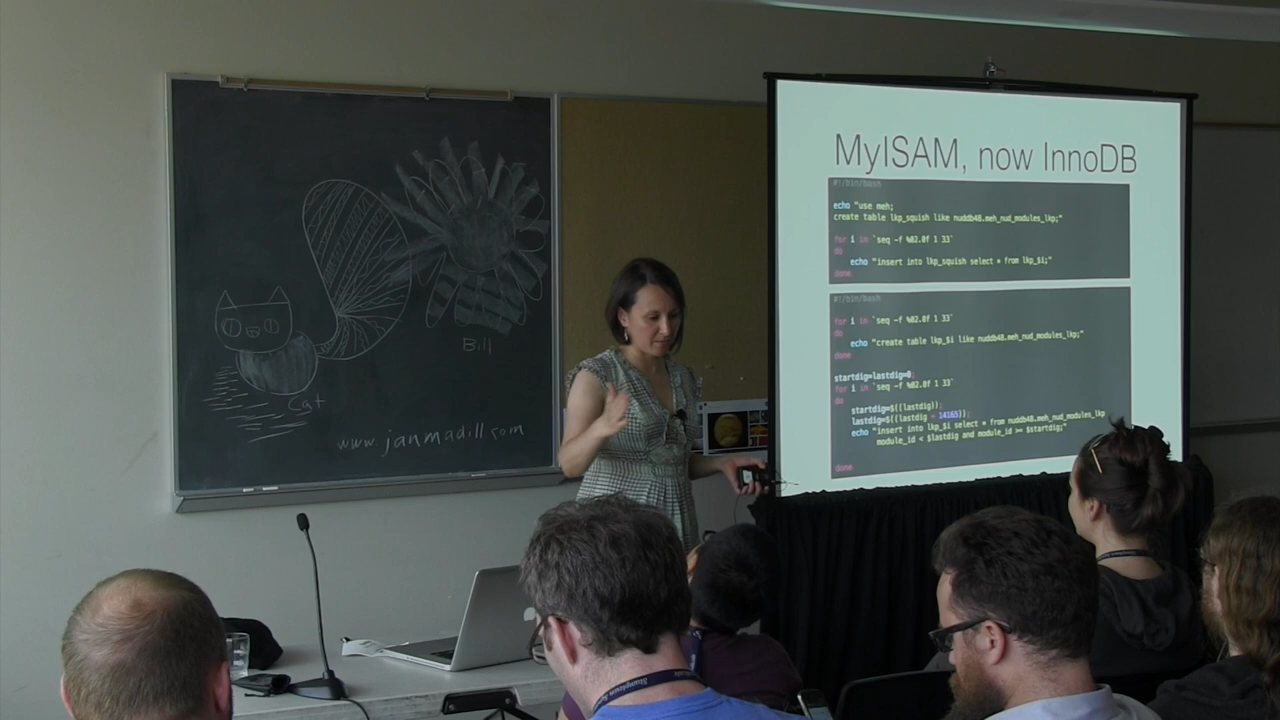 Bill
Cat
www.janmadill.com
MyISAM, now InnoDB
#!/bin/bash
echo "use meh;
create table lkp_squish like nuddb48.meh_nud_modules_lkp;"
for i in `seq -f %02.0f 1 33`
do
echo "insert into lkp_squish select * from lkp_$i;"
done
#!/bin/bash
for i in `seq -f %02.0f 1 33`
do
echo "create table lkp_$i like nuddb48.meh_nud_modules_lkp;"
done
startdig=lastdig=0;
for i in `seq -f %02.0f 1 33`
do
startdig=$((lastdig));
lastdig=$((lastdig + 14165));
echo "insert into lkp_$i select * from nuddb48.meh_nud_modules_lkp
module_id < $lastdig and module_id >= $startdig;"
done